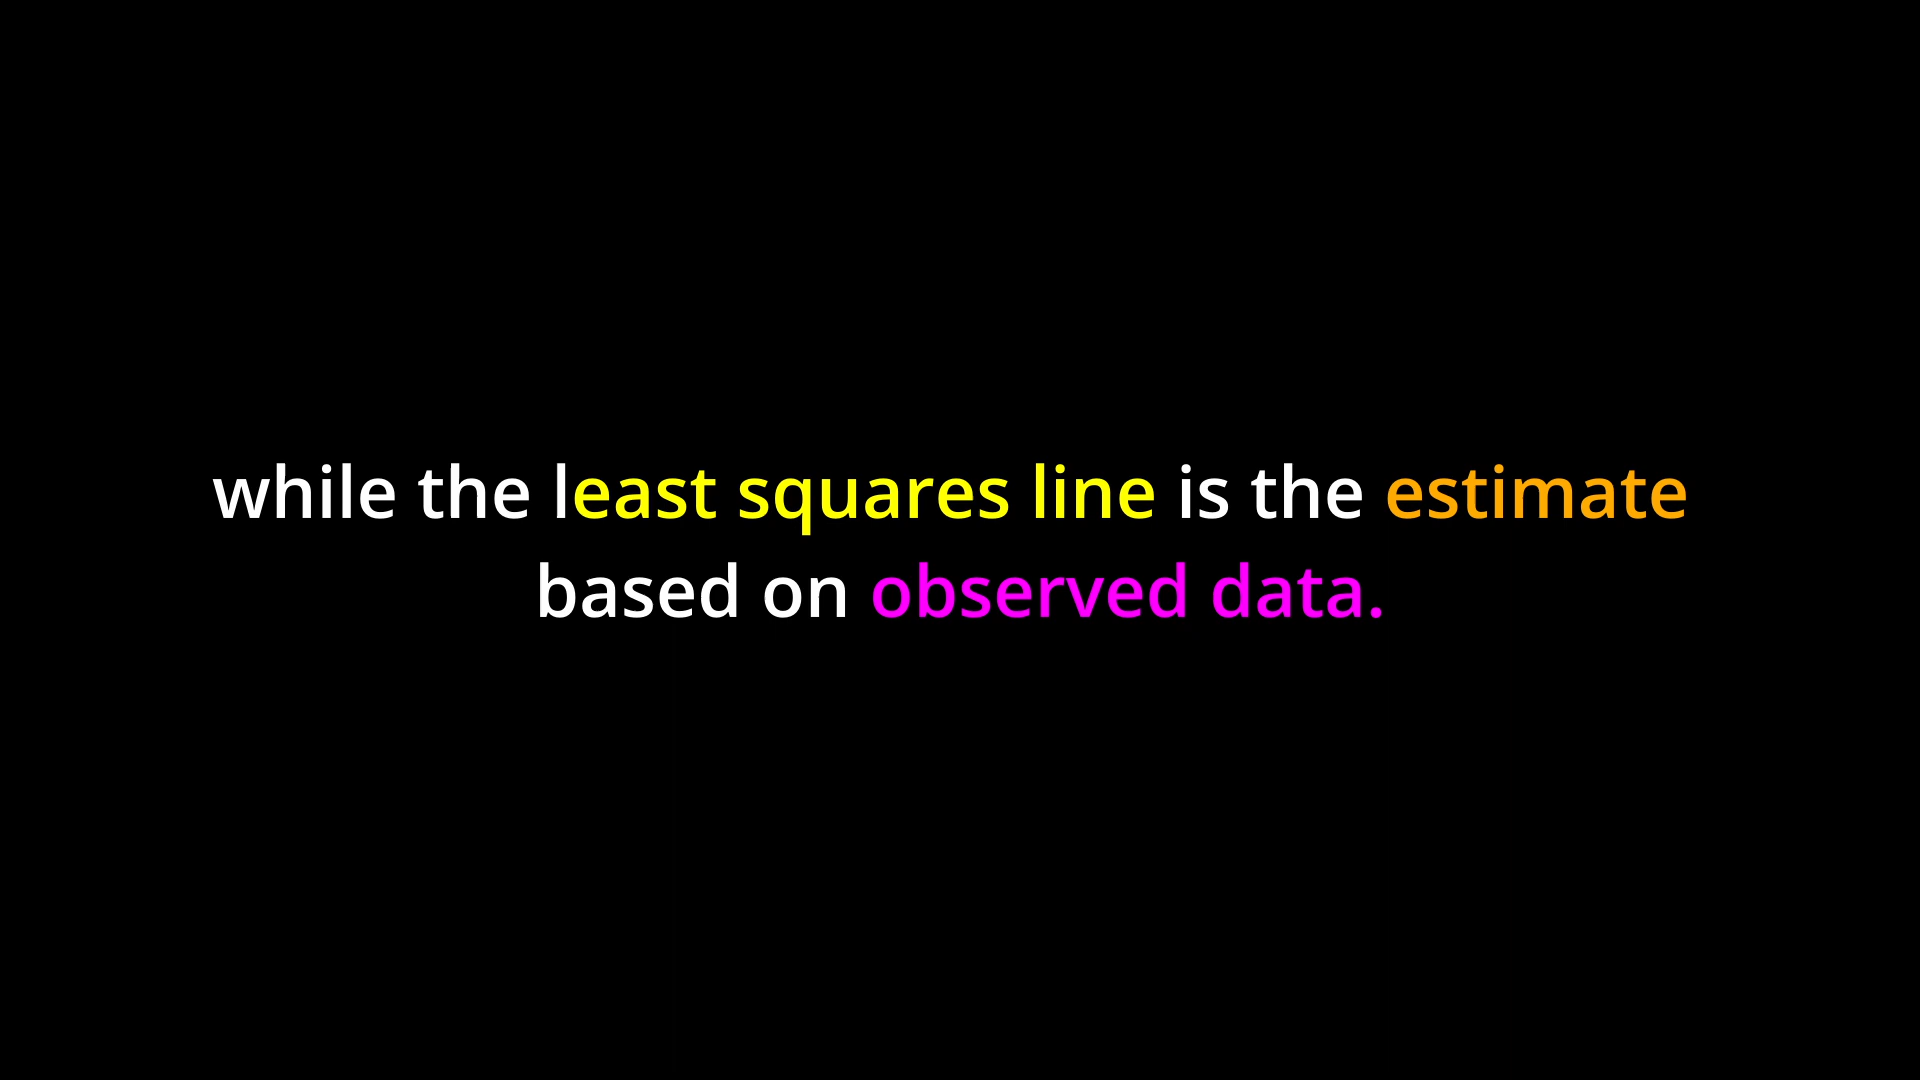 while the least squares line is the estimate
based on observed data.